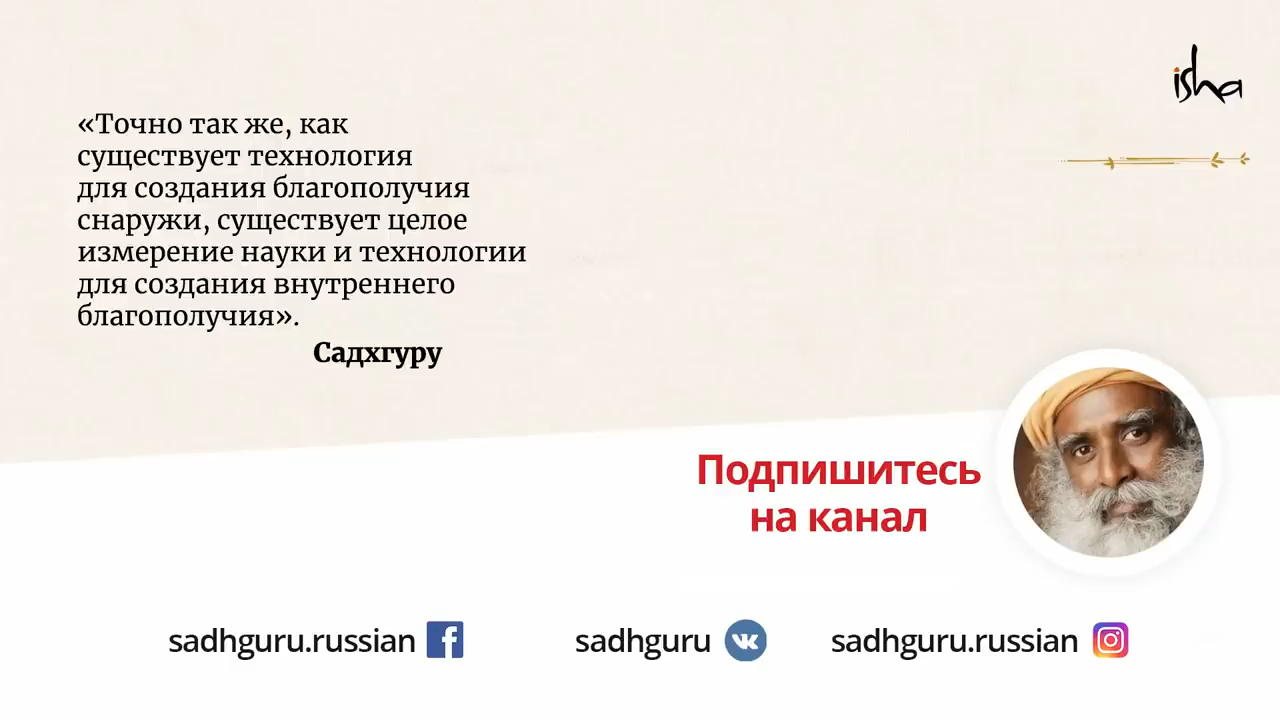 «Точно так же, как
существует технология
для создания благополучия
снаружи, существует целое
измерение науки и технологии
для создания внутреннего
благополучия».
Садхгуру
isha
Подпишитесь
на канал
sadhguru.russian
sadhguru
sadhguru.russian